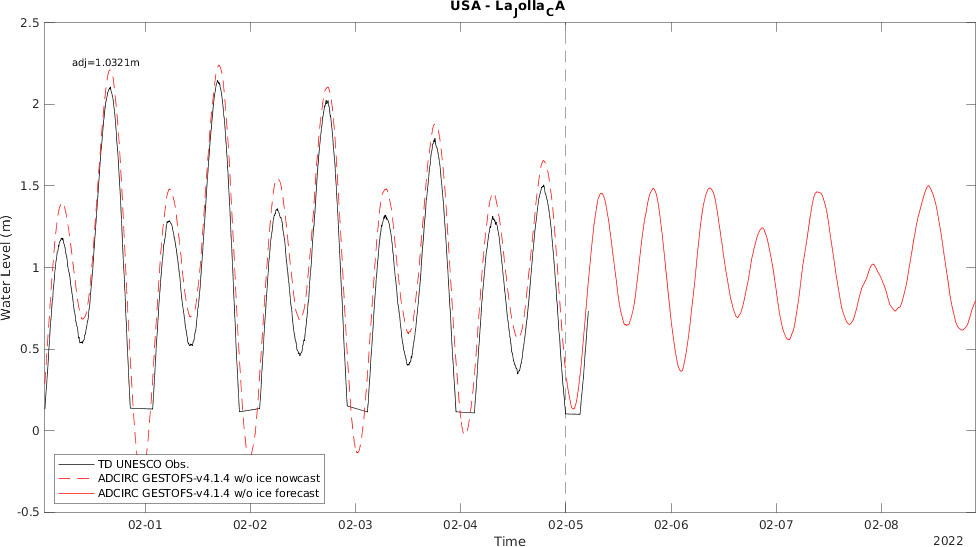 USA - LaJollaCA
adj=1.0321m
2.5
2
1.5
1
0.5
0
-0.5
Water Level (m)
TD UNESCO Obs.
ADCIRC GESTOFS-v4.1.4 w/o ice nowcast
ADCIRC GESTOFS-v4.1.4 w/o ice forecast
02-01 02-02 02-03 02-04 02-05 02-06 02-07 02-08
Time
2022